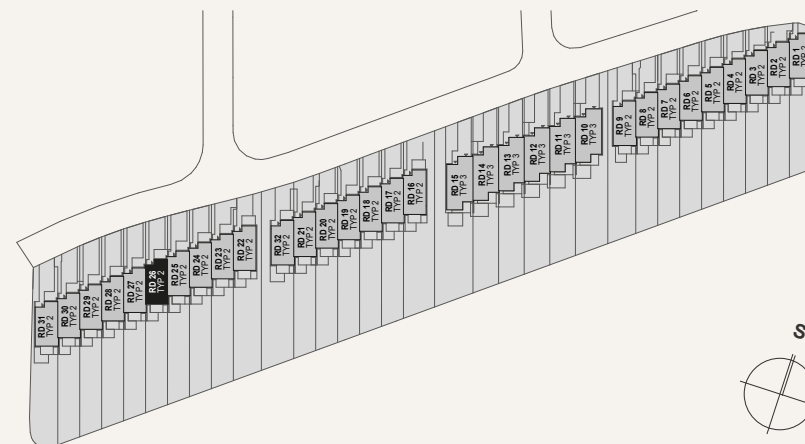 RD 31
TYP 2
RD 30
TYP 2
RD 29
TYP 2
RD 28
TYP 2
RD 27
TYP 2
RD 26
TYP 2
RD 25
TYP 2
RD 24
TYP 2
RD 23
TYP 2
RD 22
TYP 2
RD 32
TYP 2
RD 21
TYP 2
RD 20
TYP 2
RD 19
TYP 2
RD 18
TYP 2
RD 17
TYP 2
RD 16
TYP 2
RD 15
TYP 3
RD 14
TYP 3
RD 13
TYP 3
RD 12
TYP 3
RD 11
TYP 3
RD 10
TYP 3
RD 9
TYP 2
RD 8
TYP 2
RD 7
TYP 2
RD 6
TYP 2
RD 5
TYP 2
RD 4
TYP 2
RD 3
TYP 2
RD 2
TYP 2
RD 1
TYP 2
S